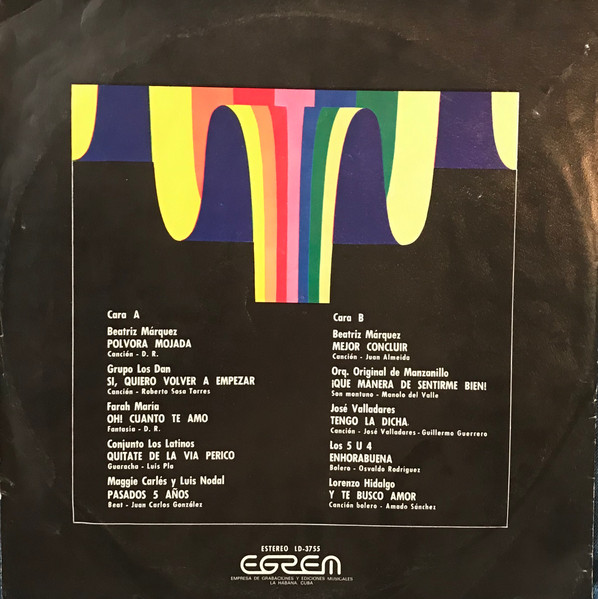 Cara A
Beatriz Márquez
POLVORA MOJADA
Canción - D. R.
Grupo Los Dan
SI, QUIERO VOLVER A EMPEZAR
Canción - Roberto Sosa Torres
Farah Maria
OH! CUANTO TE AMO
Fantasía - D. R.
Conjunto Los Latinos
QUITATE DE LA VIA PERICO
Guaracha - Luis Pla
Maggie Carlés y Luis Nodal
PASADOS 5 AÑOS
Beat - Juan Carlos González
Cara B
Beatriz Márquez
MEJOR CONCLUIR
Canción - Juan Almeida
Orq. Original de Manzanillo
¡QUE MANERA DE SENTIRME BIEN!
Son montuno - Manolo del Valle
José Valladares
TENGO LA DICHA
Canción - José Valladares - Guillermo Guerrero
Los 5 U 4
ENHORABUENA
Bolero - Osvaldo Rodríguez
Lorenzo Hidalgo
Y TE BUSCO AMOR
Canción bolero - Amado Sánchez
ESTEREO LD-3755
EGREM
EMPRESA DE GRABACIONES Y EDICIONES MUSICALES
LA HABANA, CUBA